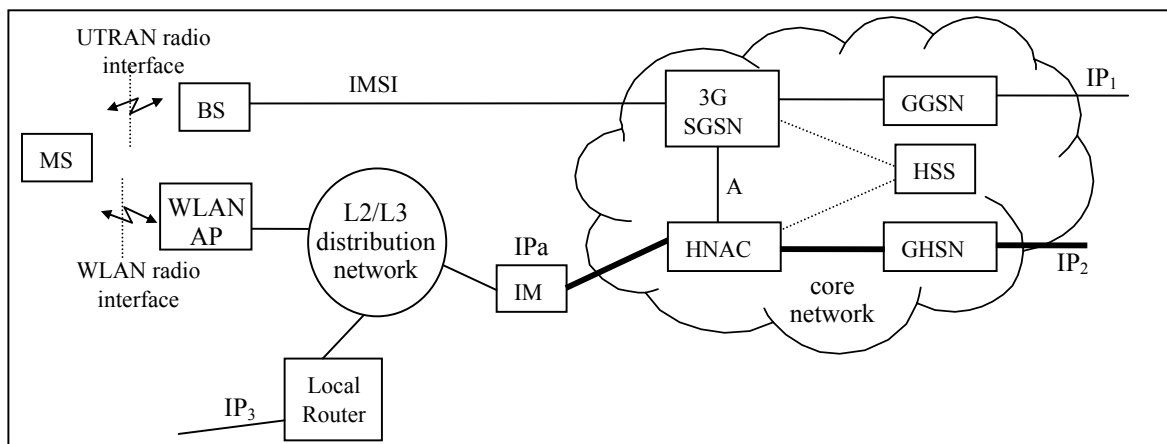 UTRAN radio
interface
BS
IMSI
3G
SGSN
GGSN
IP₁
MS
HSS
A
WLAN
AP
L2/L3
distribution
network
WLAN radio
interface
IPa
IM
HNAC
GHSN
IP₂
core
network
Local
Router
IP₃